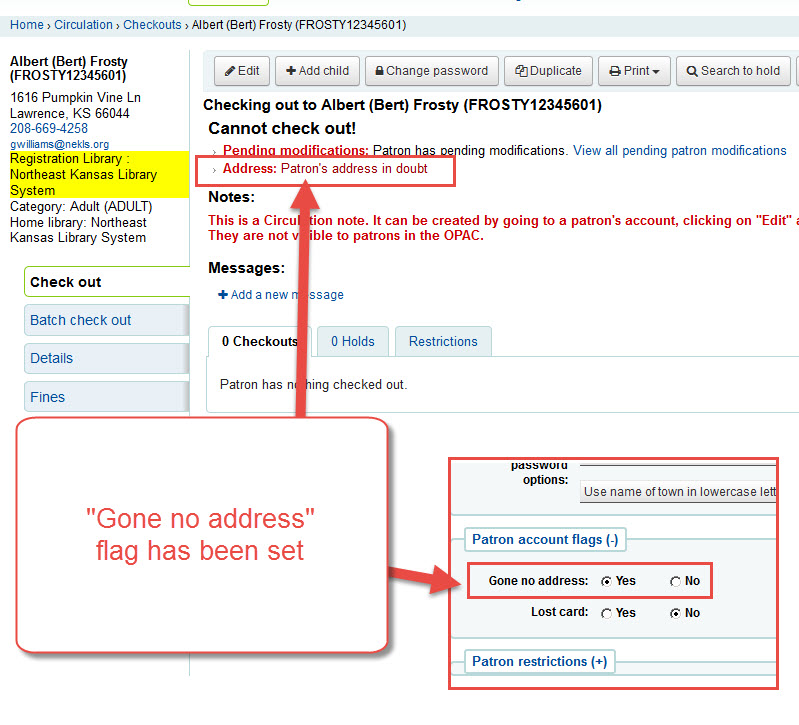 Home › Circulation › Checkouts › Albert (Bert) Frosty (FROSTY12345601)
Albert (Bert) Frosty
(FROSTY12345601)
1616 Pumpkin Vine Ln
Lawrence, KS 66044
208-669-4258
gwilliams@nekls.org
Registration Library :
Northeast Kansas Library
System
Category: Adult (ADULT)
Home library: Northeast
Kansas Library System
Check out
Batch check out
Details
Fines
Edit
Add child
Change password
Duplicate
Print
Search to hold
Checking out to Albert (Bert) Frosty (FROSTY12345601)
Cannot check out!
Pending modifications: Patron has pending modifications. View all pending patron modifications
Address: Patron's address in doubt
Notes:
This is a Circulation note. It can be created by going to a patron's account, clicking on "Edit" a
They are not visible to patrons in the OPAC.
Messages:
Add a new message
0 Checkouts
0 Holds
Restrictions
Patron has nothing checked out.
"Gone no address"
flag has been set
password
options:
Use name of town in lowercase lett
Patron account flags (-)
Gone no address: Yes No
Lost card: Yes No
Patron restrictions (+)